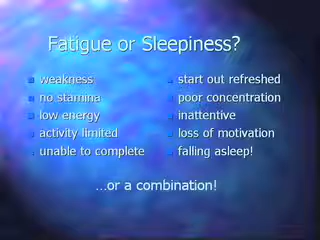 Fatigue or Sleepiness?
weakness
no stamina
low energy
activity limited
unable to complete
start out refreshed
poor concentration
inattentive
loss of motivation
falling asleep!
...or a combination!